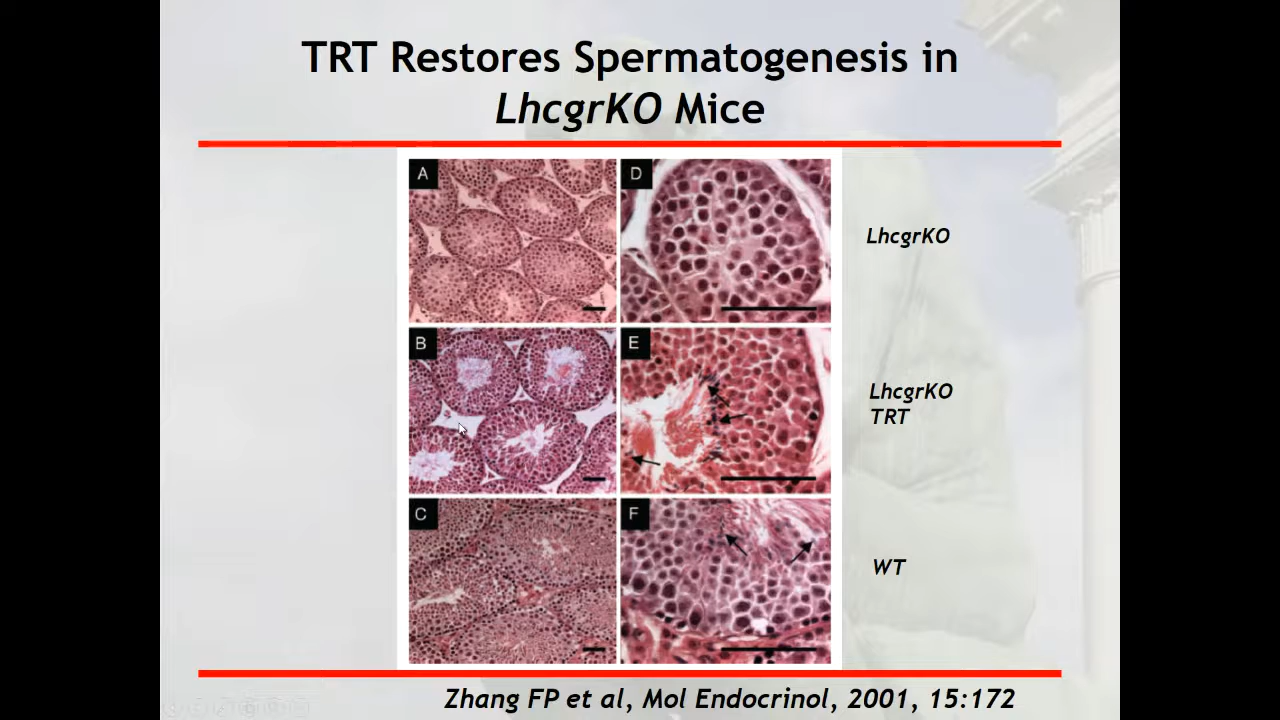 TRT Restores Spermatogenesis in
LhcgrKO Mice
A
D
LhcgrKO
B
E
LhcgrKO
TRT
C
F
WT
Zhang FP et al, Mol Endocrinol, 2001, 15:172